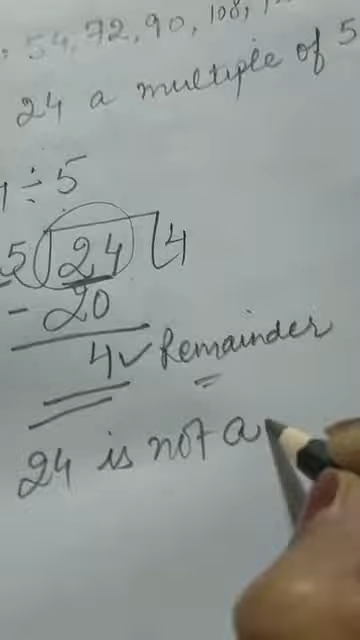 : 54, 72, 90, 108,
24 a multiple of 5
÷ 5
5 24 4
- 20
4 ✓ Remainder
24 is not a